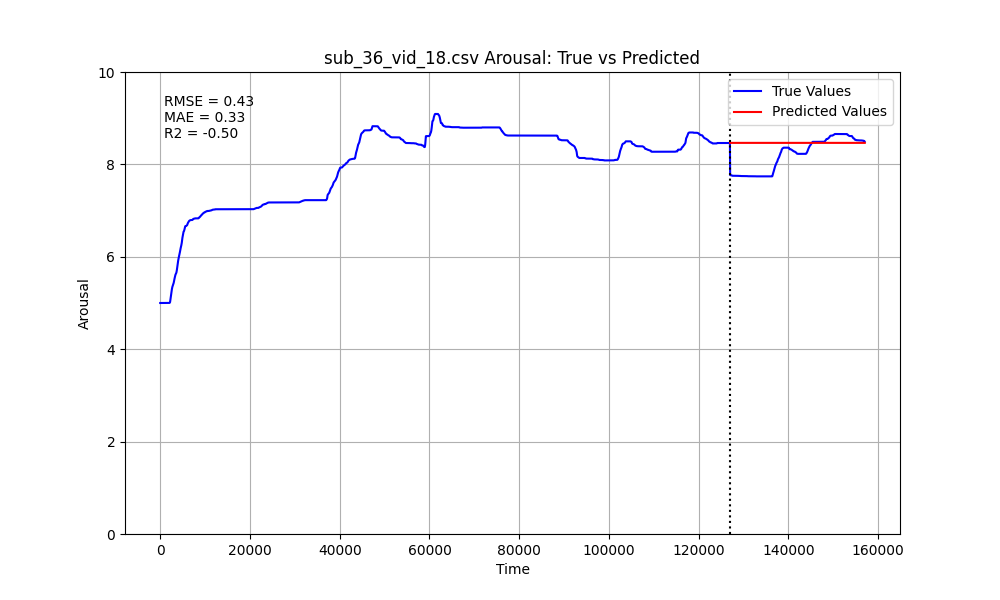 sub_36_vid_18.csv Arousal: True vs Predicted
RMSE = 0.43
MAE = 0.33
R2 = -0.50
True Values
Predicted Values
Arousal
10
8
6
4
2
0
0 20000 40000 60000 80000 100000 120000 140000 160000
Time